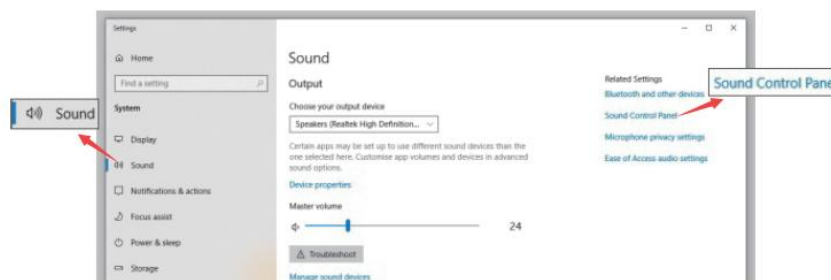 Settings
Home
Find a setting
System
Display
Sound
Notifications & actions
Focus assist
Power & sleep
Storage
Sound
Sound
Output
Choose your output device
Speakers (Realtek High Definition...
Certain apps may be set up to use different sound devices than the
one selected here. Customise app volumes and devices in advanced
sound options.
Device properties
Master volume
24
Troubleshoot
Manage sound devices
Related Settings
Bluetooth and other devices
Sound Control Panel
Microphone privacy settings
Ease of Access audio settings
Sound Control Pane